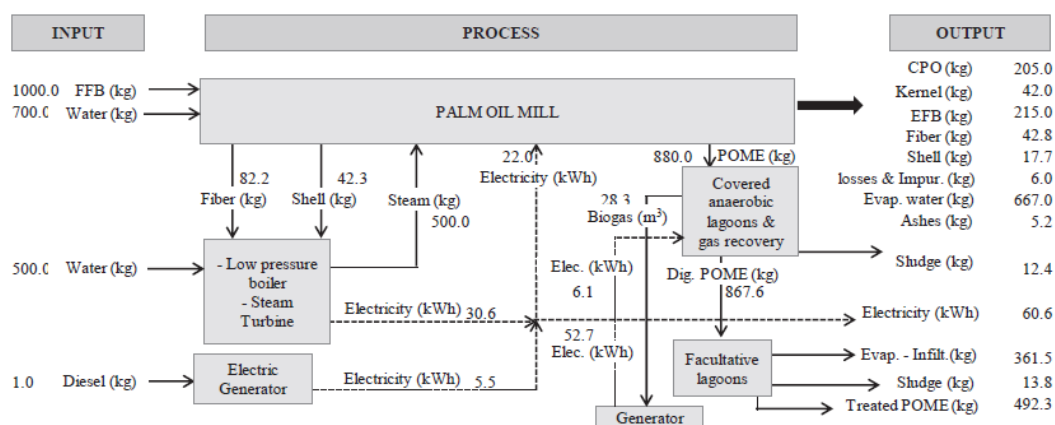 INPUT
PROCESS
OUTPUT
1000.0 FFB (kg)
700.0 Water (kg)
PALM OIL MILL
CPO (kg) 205.0
Kernel (kg) 42.0
EFB (kg) 215.0
Fiber (kg) 42.8
Shell (kg) 17.7
losses & Impur. (kg) 6.0
Evap. water (kg) 667.0
Ashes (kg) 5.2
82.2
Fiber (kg)
42.3
Shell (kg)
Steam (kg)
500.0
22.0
Electricity (kWh)
880.0 POME (kg)
Covered
anaerobic
lagoons &
gas recovery
28.3
Biogas (m³)
Sludge (kg) 12.4
500.0 Water (kg)
- Low pressure
boiler
- Steam
Turbine
Elec. (kWh)
6.1
Dig. POME (kg)
867.6
Electricity (kWh) 30.6
Electricity (kWh) 60.6
52.7
Elec. (kWh)
Facultative
lagoons
Evap. - Infilt.(kg) 361.5
Sludge (kg) 13.8
Treated POME (kg) 492.3
1.0 Diesel (kg)
Electric
Generator
Electricity (kWh) 5.5
Generator